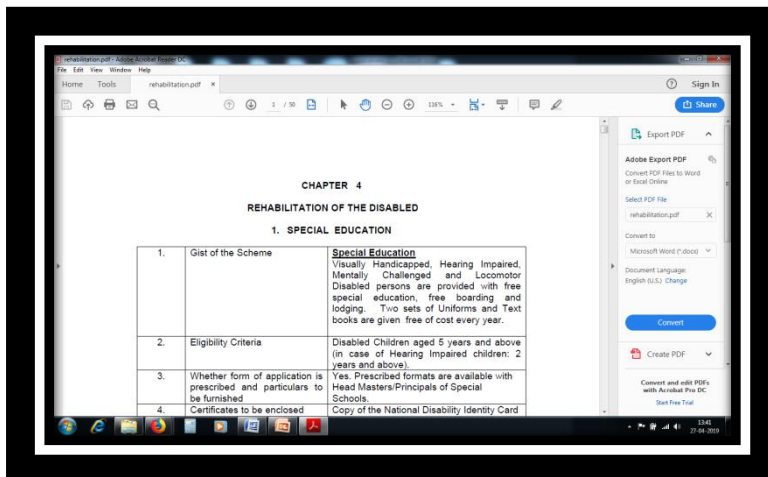 rehabilitation.pdf - Adobe Acrobat Reader DC
File Edit View Window Help
Home Tools rehabilitation.pdf × Sign In
1 / 50 116% Share
CHAPTER 4
REHABILITATION OF THE DISABLED
1. SPECIAL EDUCATION
1. Gist of the Scheme Special Education
Visually Handicapped, Hearing Impaired,
Mentally Challenged and Locomotor
Disabled persons are provided with free
special education, free boarding and
lodging. Two sets of Uniforms and Text
books are given free of cost every year.
2. Eligibility Criteria Disabled Children aged 5 years and above
(in case of Hearing Impaired children: 2
years and above).
3. Whether form of application is Yes. Prescribed formats are available with
prescribed and particulars to Head Masters/Principals of Special
be furnished Schools.
4. Certificates to be enclosed Copy of the National Disability Identity Card
Export PDF
Adobe Export PDF
Convert PDF Files to Word
or Excel Online
Select PDF File
rehabilitation.pdf
Convert to
Microsoft Word (*.docx)
Document Language:
English (U.S.) Change
Convert
Create PDF
Convert and edit PDFs
with Acrobat Pro DC
Start Free Trial
13:41
27-04-2019